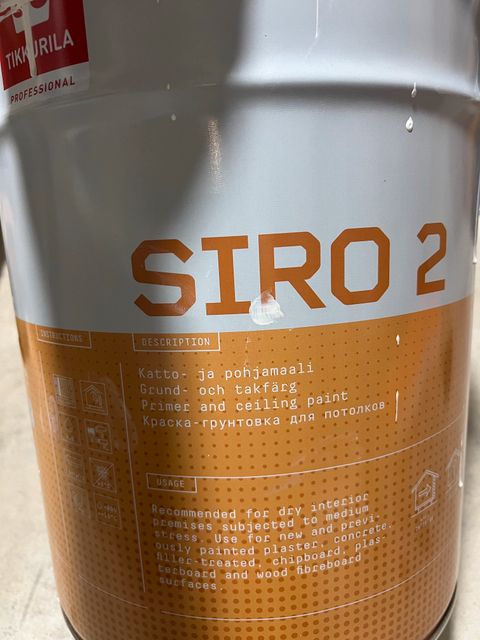 TIKKURILA
PROFESSIONAL
SIRO 2
INSTRUCTIONS
DESCRIPTION
Katto- ja pohjamaali
Grund- och takfärg
Primer and ceiling paint
Краска-грунтовка для потолков
USAGE
Recommended for dry interior
premises subjected to medium
stress. Use for new and previ-
ously painted plaster, concrete,
filler-treated, chipboard, plas-
terboard and wood fibreboard
surfaces.